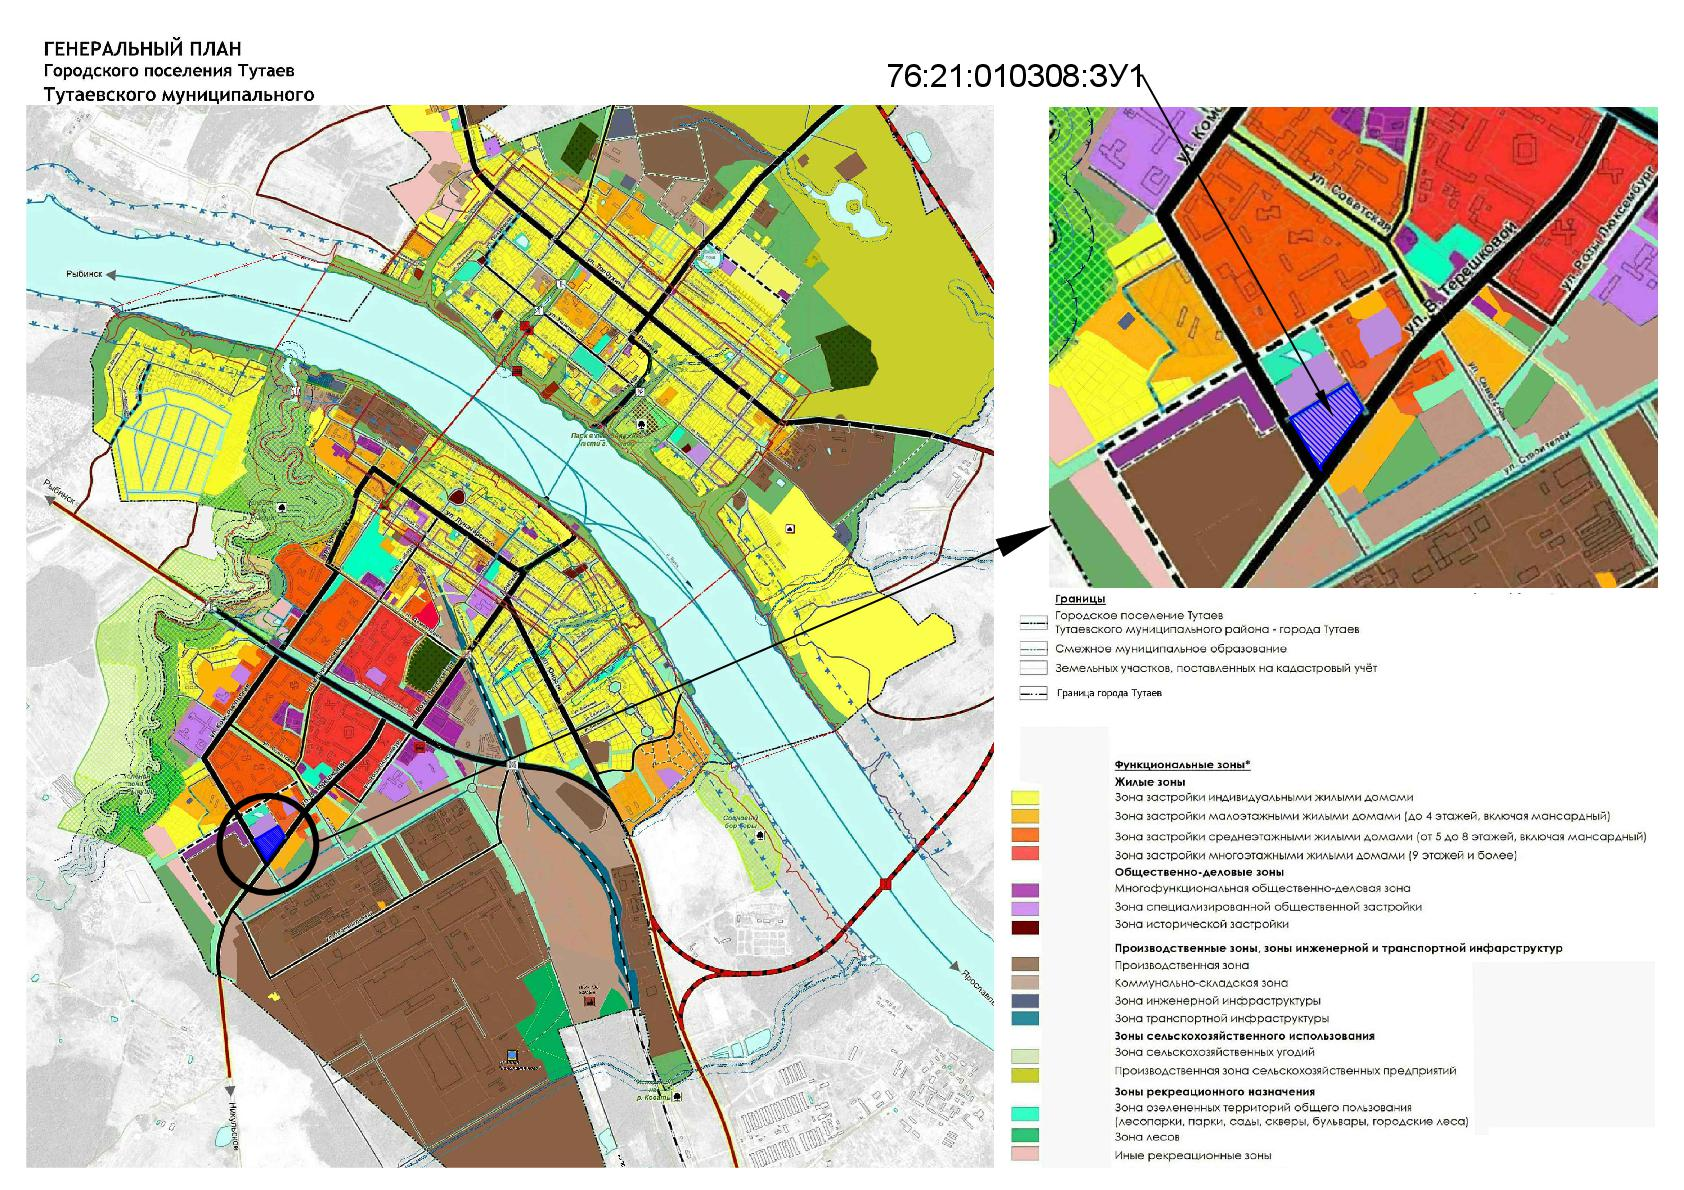 ГЕНЕРАЛЬНЫЙ ПЛАН
Городского поселения Тутаев
Тутаевского муниципального
76:21:010308:ЗУ1
Рыбинск
Рыбинск
Ярославль
Никульское
р. Ковать
ул. Советская
ул. В. Терешковой
ул. Розы Люксембург
ул. Строителей
Границы
Городское поселение Тутаев
Тутаевского муниципального района - города Тутаев
Смежное муниципальное образование
Земельных участков, поставленных на кадастровый учёт
Граница города Тутаев
Функциональные зоны*
Жилые зоны
Зона застройки индивидуальными жилыми домами
Зона застройки малоэтажными жилыми домами (до 4 этажей, включая мансардный)
Зона застройки среднеэтажными жилыми домами (от 5 до 8 этажей, включая мансардный)
Зона застройки многоэтажными жилыми домами (9 этажей и более)
Общественно-деловые зоны
Многофункциональная общественно-деловая зона
Зона специализированной общественной застройки
Зона исторической застройки
Производственные зоны, зоны инженерной и транспортной инфарструктур
Производственная зона
Коммунально-складская зона
Зона инженерной инфраструктуры
Зона транспортной инфраструктуры
Зоны сельскохозяйственного использования
Зона сельскохозяйственных угодий
Производственная зона сельскохозяйственных предприятий
Зоны рекреационного назначения
Зона озелененных территорий общего пользования
(лесопарки, парки, сады, скверы, бульвары, городские леса)
Зона лесов
Иные рекреационные зоны